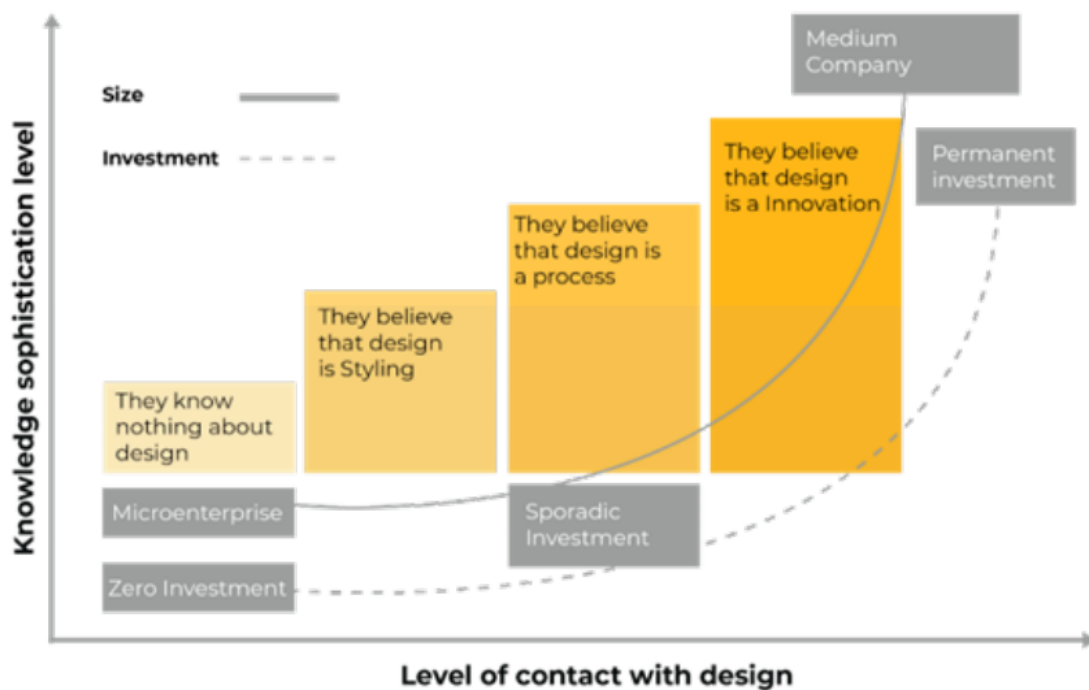 Knowledge sophistication level
Size
Investment
Medium
Company
They believe
that design
is a Innovation
Permanent
investment
They believe
that design is
a process
They believe
that design
is Styling
They know
nothing about
design
Microenterprise
Sporadic
Investment
Zero Investment
Level of contact with design